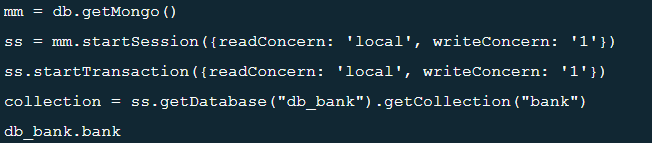 mm = db.getMongo()
ss = mm.startSession({readConcern: 'local', writeConcern: '1'})
ss.startTransaction({readConcern: 'local', writeConcern: '1'})
collection = ss.getDatabase("db_bank").getCollection("bank")
db_bank.bank